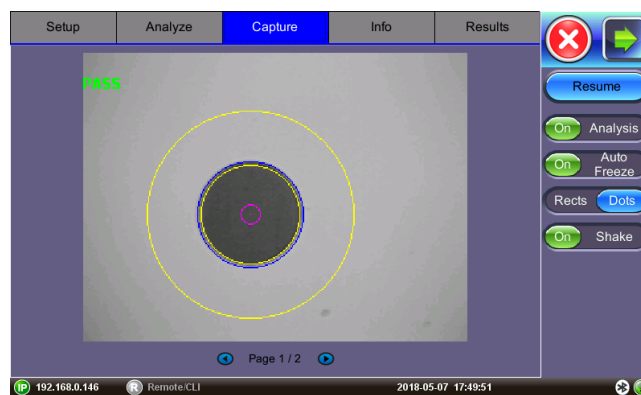 Setup
Analyze
Capture
Info
Results
PASS
Resume
On Analysis
On Auto
Freeze
Rects Dots
On Shake
Page 1 / 2
IP 192.168.0.146
R Remote/CLI
2018-05-07 17:49:51